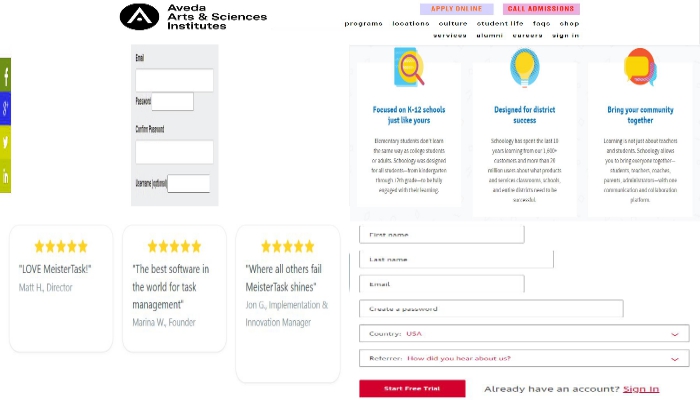 Aveda
Arts & Sciences
Institutes
APPLY ONLINE
CALL ADMISSIONS
programs locations culture student life faqs shop
services alumni careers sign in
Email
Password
Confirm Password
Username (optional)
Focused on K-12 schools
just like yours
Elementary students don't learn
the same way as college students
or adults. Schoology was designed
for all students—from kindergarten
through 12th grade—to be fully
engaged with their learning.
Designed for district
success
Schoology has spent the last 10
years learning from our 1,600+
customers and more than 20
million users about what products
and services classrooms, schools,
and entire districts need to be
successful.
Bring your community
together
Learning is not just about teachers
and students. Schoology allows
you to bring everyone together—
students, teachers, coaches,
parents, administrators—with one
communication and collaboration
platform.
"LOVE MeisterTask!"
Matt H., Director
"The best software in
the world for task
management"
Marina W., Founder
"Where all others fail
MeisterTask shines"
Jon G., Implementation &
Innovation Manager
First name
Last name
Email
Create a password
Country: USA
Referrer: How did you hear about us?
Start Free Trial
Already have an account? Sign In